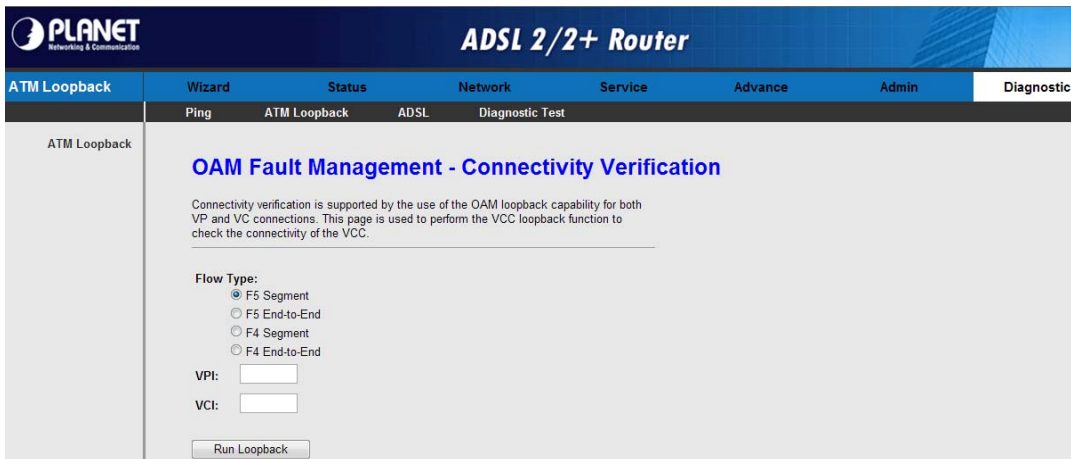 PLANET
Networking & Communication
ADSL 2/2+ Router
ATM Loopback
Wizard Status Network Service Advance Admin Diagnostic
Ping ATM Loopback ADSL Diagnostic Test
ATM Loopback
OAM Fault Management - Connectivity Verification
Connectivity verification is supported by the use of the OAM loopback capability for both
VP and VC connections. This page is used to perform the VCC loopback function to
check the connectivity of the VCC.
Flow Type:
F5 Segment
F5 End-to-End
F4 Segment
F4 End-to-End
VPI:
VCI:
Run Loopback